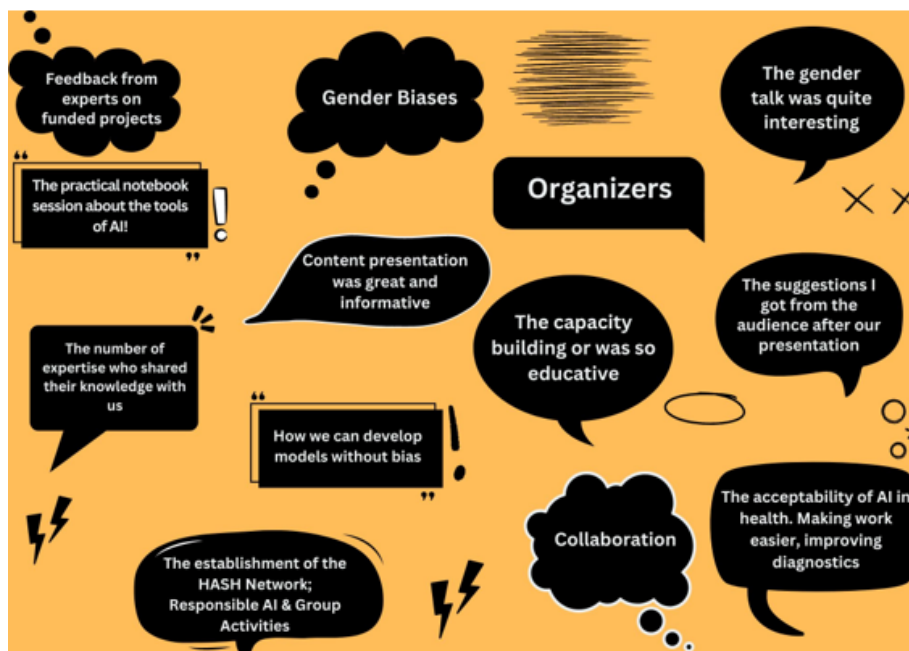 Feedback from
experts on
funded projects
Gender Biases
The gender
talk was quite
interesting
The practical notebook
session about the tools
of AI!
Organizers
Content presentation
was great and
informative
The suggestions I
got from the
audience after our
presentation
The capacity
building or was so
educative
The number of
expertise who shared
their knowledge with
us
How we can develop
models without bias
The acceptability of AI in
health. Making work
easier, improving
diagnostics
Collaboration
The establishment of the
HASH Network;
Responsible AI & Group
Activities